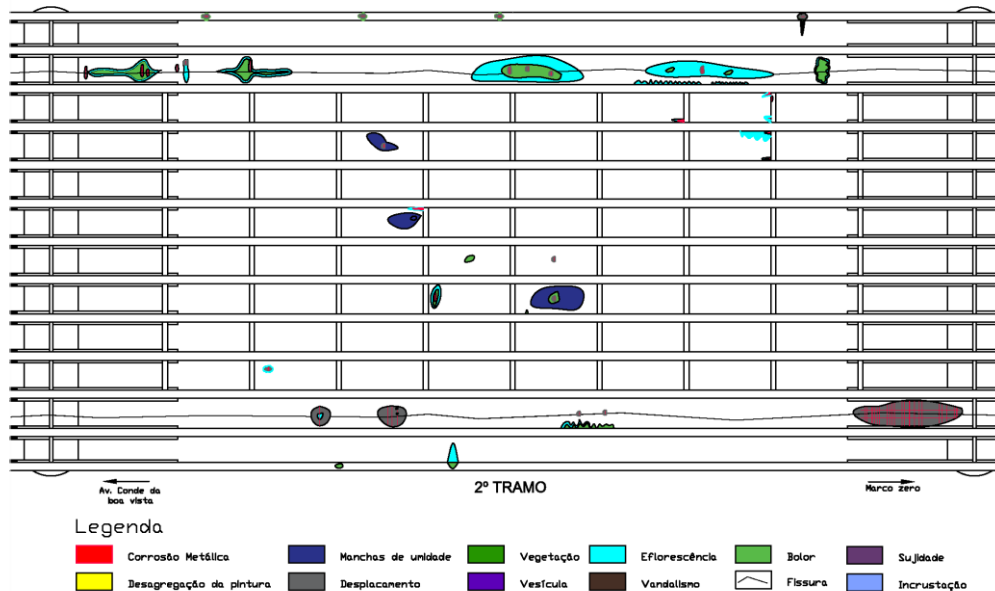 2º TRAMO
Av. Conde da
boa vista
Marco zero
Legenda
Corrosão Metálica
Manchas de umidade
Vegetação
Eflorescência
Bolor
Sujidade
Desagregação da pintura
Desplacamento
Vesícula
Vandalismo
Fissura
Incrustação